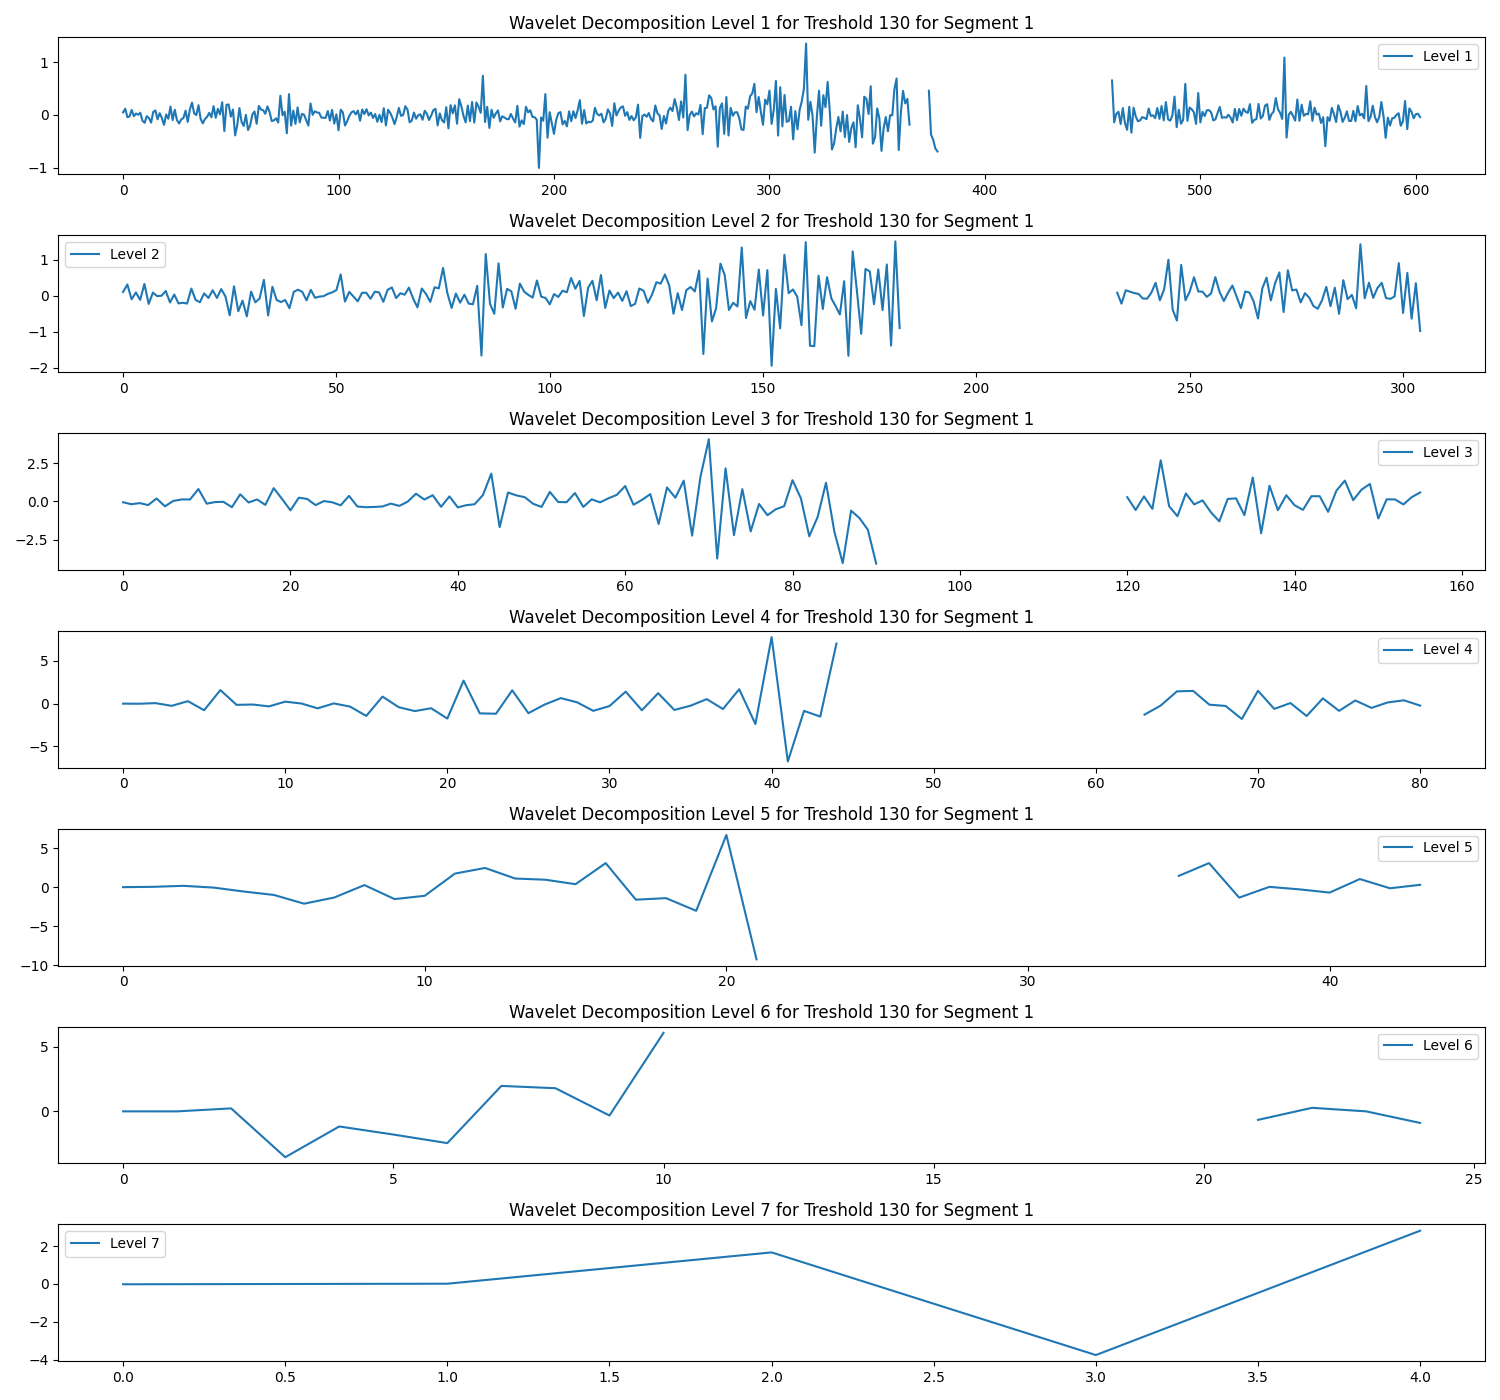 Wavelet Decomposition Level 1 for Treshold 130 for Segment 1
Level 1
1
0
−1
0 100 200 300 400 500 600
Wavelet Decomposition Level 2 for Treshold 130 for Segment 1
Level 2
1
0
−1
−2
0 50 100 150 200 250 300
Wavelet Decomposition Level 3 for Treshold 130 for Segment 1
Level 3
2.5
0.0
−2.5
0 20 40 60 80 100 120 140 160
Wavelet Decomposition Level 4 for Treshold 130 for Segment 1
Level 4
5
0
−5
0 10 20 30 40 50 60 70 80
Wavelet Decomposition Level 5 for Treshold 130 for Segment 1
Level 5
5
0
−5
−10
0 10 20 30 40
Wavelet Decomposition Level 6 for Treshold 130 for Segment 1
Level 6
5
0
0 5 10 15 20 25
Wavelet Decomposition Level 7 for Treshold 130 for Segment 1
Level 7
2
0
−2
−4
0.0 0.5 1.0 1.5 2.0 2.5 3.0 3.5 4.0